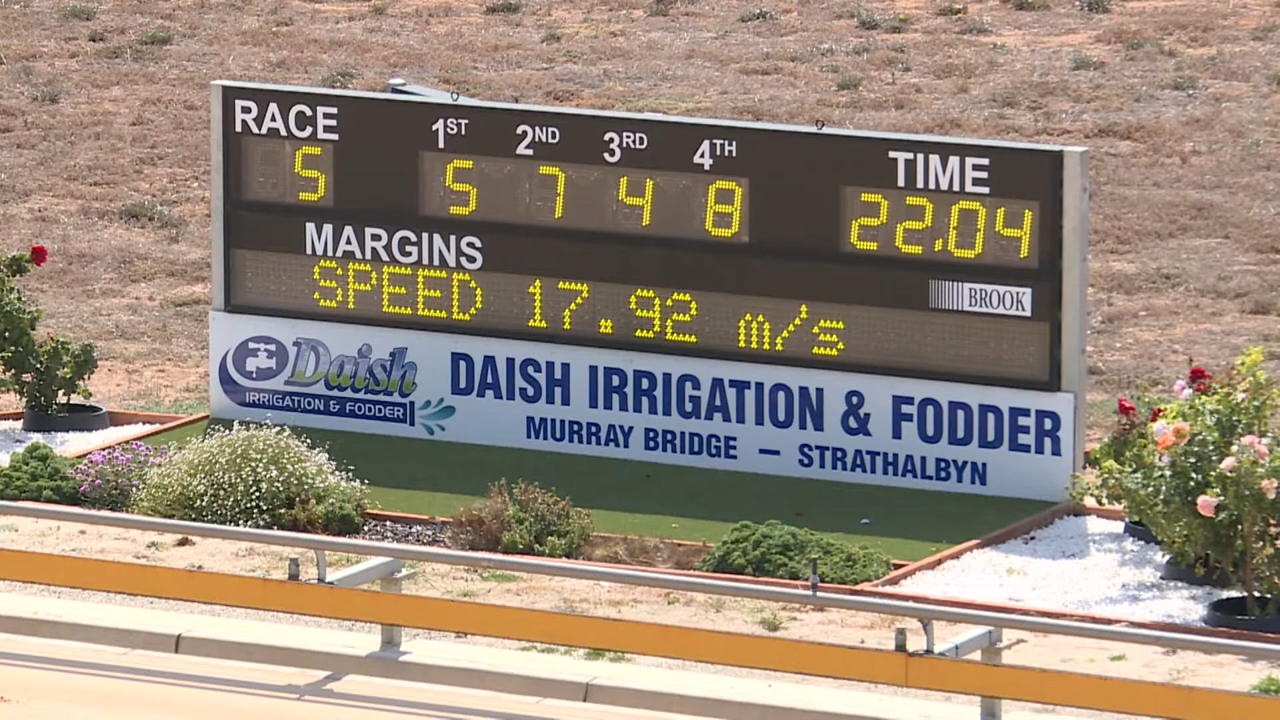 RACE 1ST 2ND 3RD 4TH TIME
5 5 7 4 8 22.04
MARGINS
SPEED 17.92 m/s
BROOK
Daish
IRRIGATION & FODDER
DAISH IRRIGATION & FODDER
MURRAY BRIDGE – STRATHALBYN